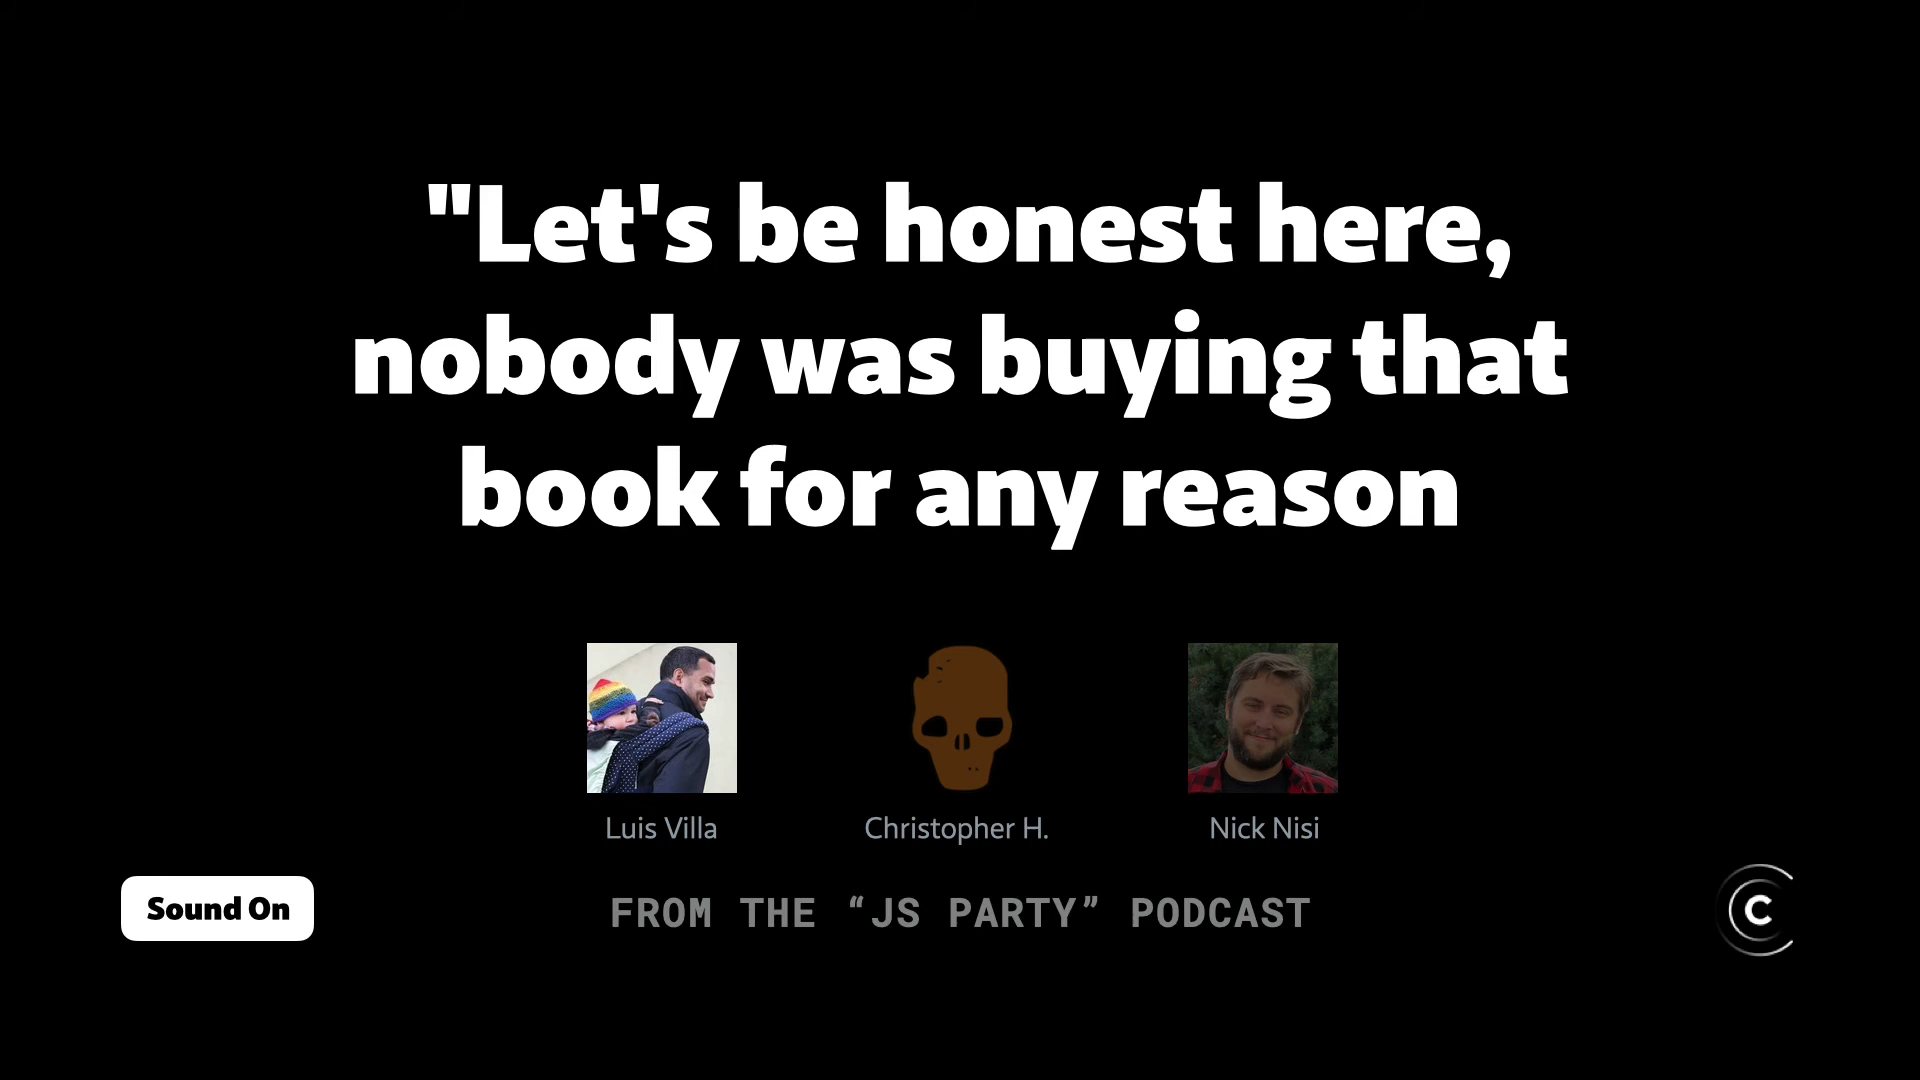 "Let's be honest here,
nobody was buying that
book for any reason
Luis Villa
Christopher H.
Nick Nisi
Sound On
FROM THE “JS PARTY” PODCAST
C